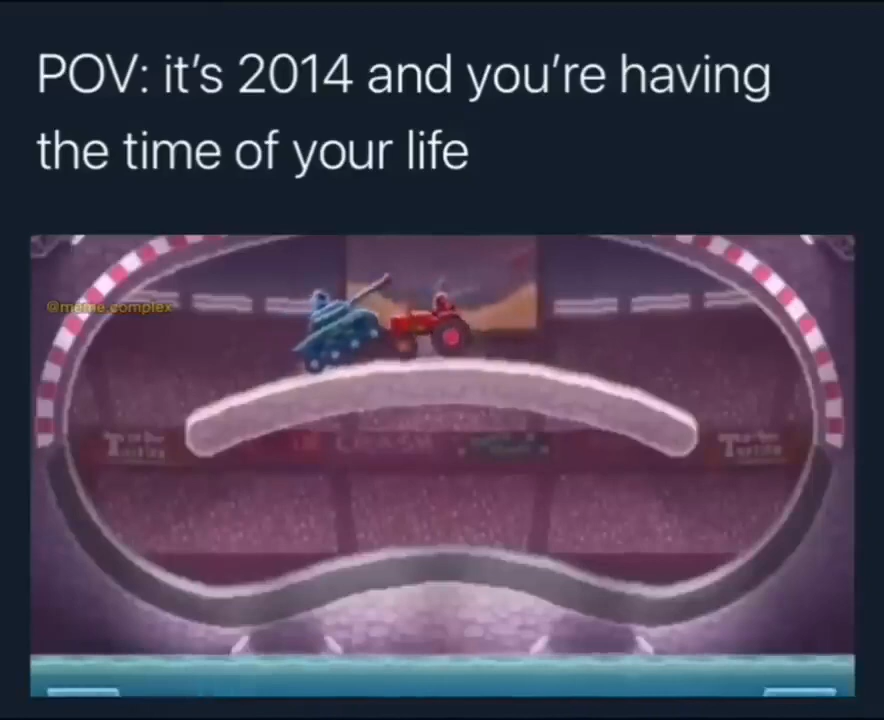 POV: it’s 2014 and you’re having
the time of your life
@meme.complex